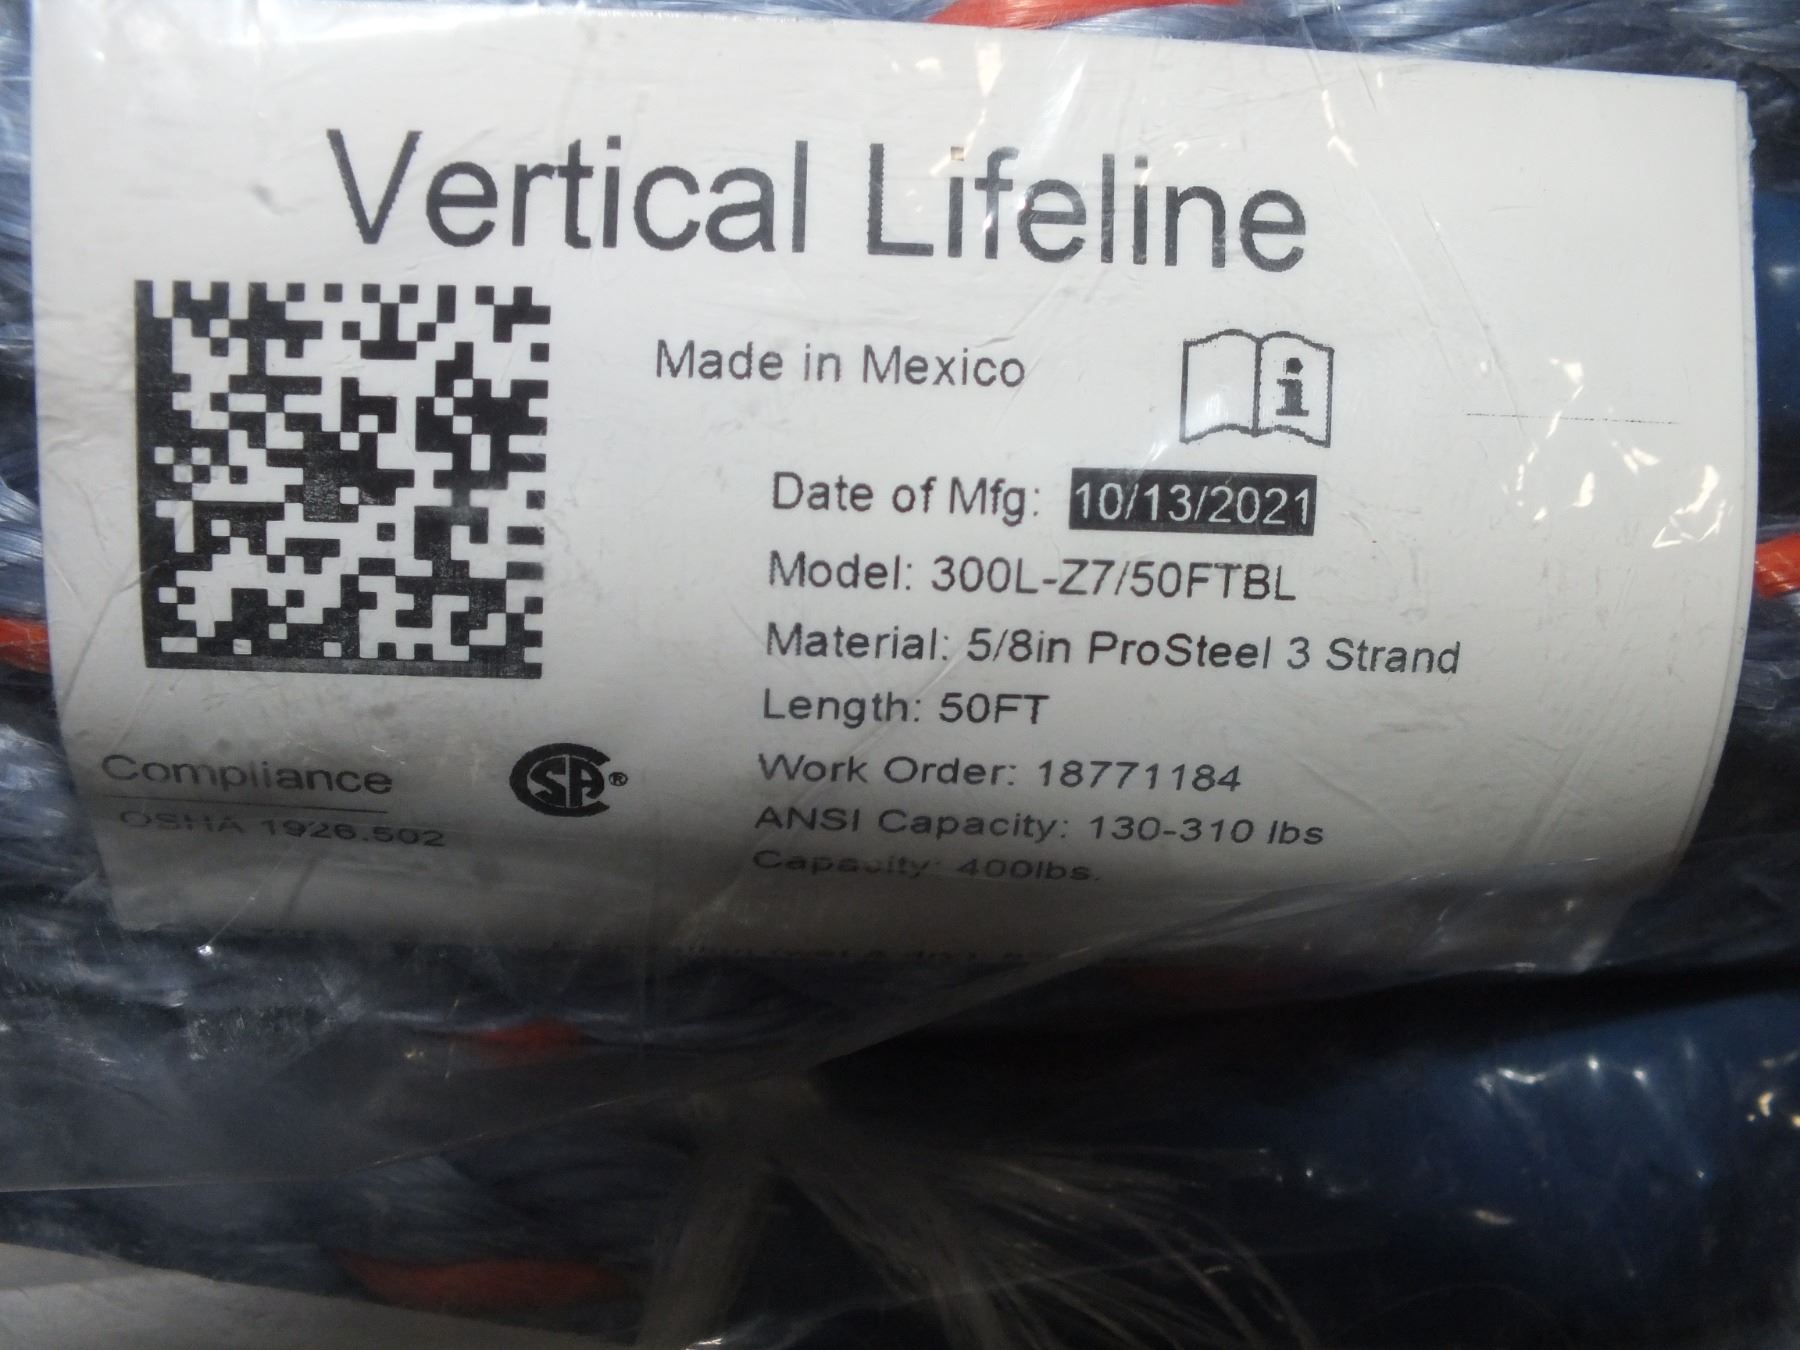 Vertical Lifeline
Made in Mexico
i
Date of Mfg: 10/13/2021
Model: 300L-Z7/50FTBL
Material: 5/8in ProSteel 3 Strand
Length: 50FT
Work Order: 18771184
ANSI Capacity: 130-310 lbs
Capacity: 400lbs.
Compliance
OSHA 1926.502
CSA®